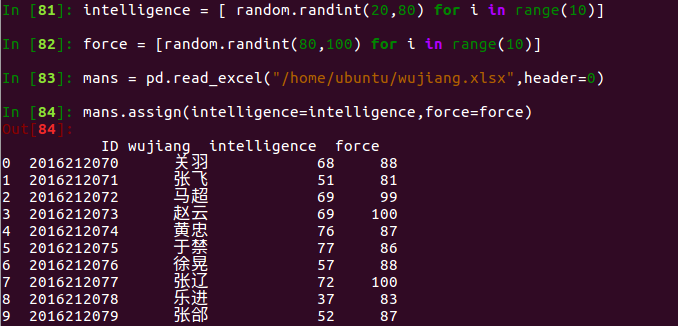 In [81]: intelligence = [ random.randint(20,80) for i in range(10)]
In [82]: force = [random.randint(80,100) for i in range(10)]
In [83]: mans = pd.read_excel("/home/ubuntu/wujiang.xlsx",header=0)
In [84]: mans.assign(intelligence=intelligence,force=force)
Out[84]:
ID wujiang intelligence force
0 2016212070 关羽 68 88
1 2016212071 张飞 51 81
2 2016212072 马超 69 99
3 2016212073 赵云 69 100
4 2016212074 黄忠 76 87
5 2016212075 于禁 77 86
6 2016212076 徐晃 57 88
7 2016212077 张辽 72 100
8 2016212078 乐进 37 83
9 2016212079 张郃 52 87